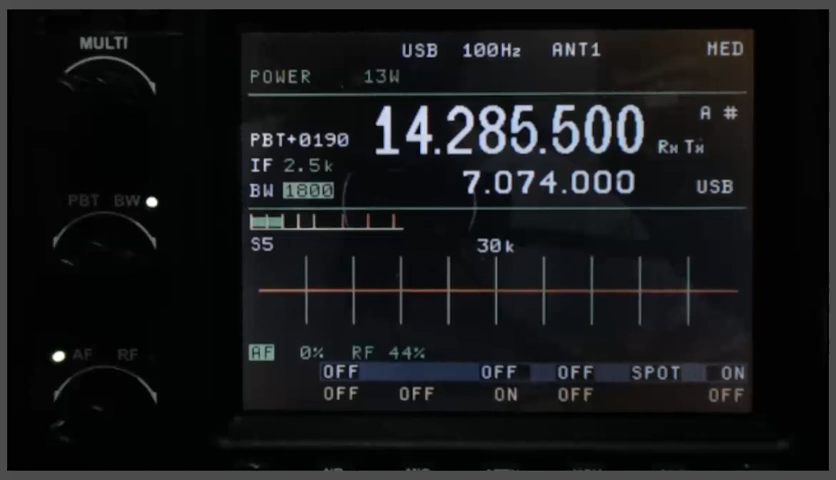 MULTI
USB 100Hz ANT1 MED
POWER 13W
A #
14.285.500
PBT+0190
Rx Tx
IF 2.5k
7.074.000 USB
BW 1800
PBT BW
S5 30k
AF RF
AF 0% RF 44%
OFF OFF OFF SPOT ON
OFF OFF ON OFF OFF